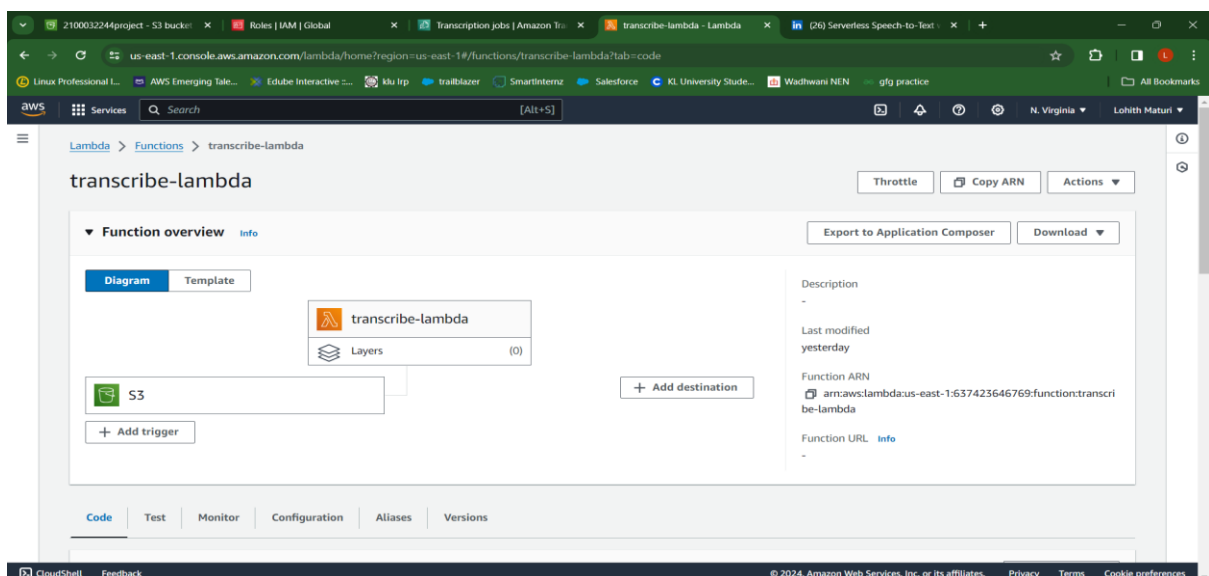 2100032244project - S3 bucket
Roles | IAM | Global
Transcription jobs | Amazon Tra
transcribe-lambda - Lambda
in (26) Serverless Speech-to-Text
us-east-1.console.aws.amazon.com/lambda/home?region=us-east-1#/functions/transcribe-lambda?tab=code
L
Linux Professional I...
AWS Emerging Tale...
Edube Interactive ::...
klu Irp
trailblazer
SmartInternz
Salesforce
KL University Stude...
Wadhwani NEN
gfg practice
All Bookmarks
aws
Services
Search
[Alt+S]
N. Virginia
Lohith Maturi
Lambda > Functions > transcribe-lambda
transcribe-lambda
Throttle
Copy ARN
Actions
Function overview Info
Export to Application Composer
Download
Diagram
Template
transcribe-lambda
Layers (0)
S3
+ Add trigger
+ Add destination
Description
-
Last modified
yesterday
Function ARN
arn:aws:lambda:us-east-1:637423646769:function:transcri
be-lambda
Function URL Info
-
Code
Test
Monitor
Configuration
Aliases
Versions
CloudShell
Feedback
© 2024, Amazon Web Services, Inc. or its affiliates.
Privacy
Terms
Cookie preferences